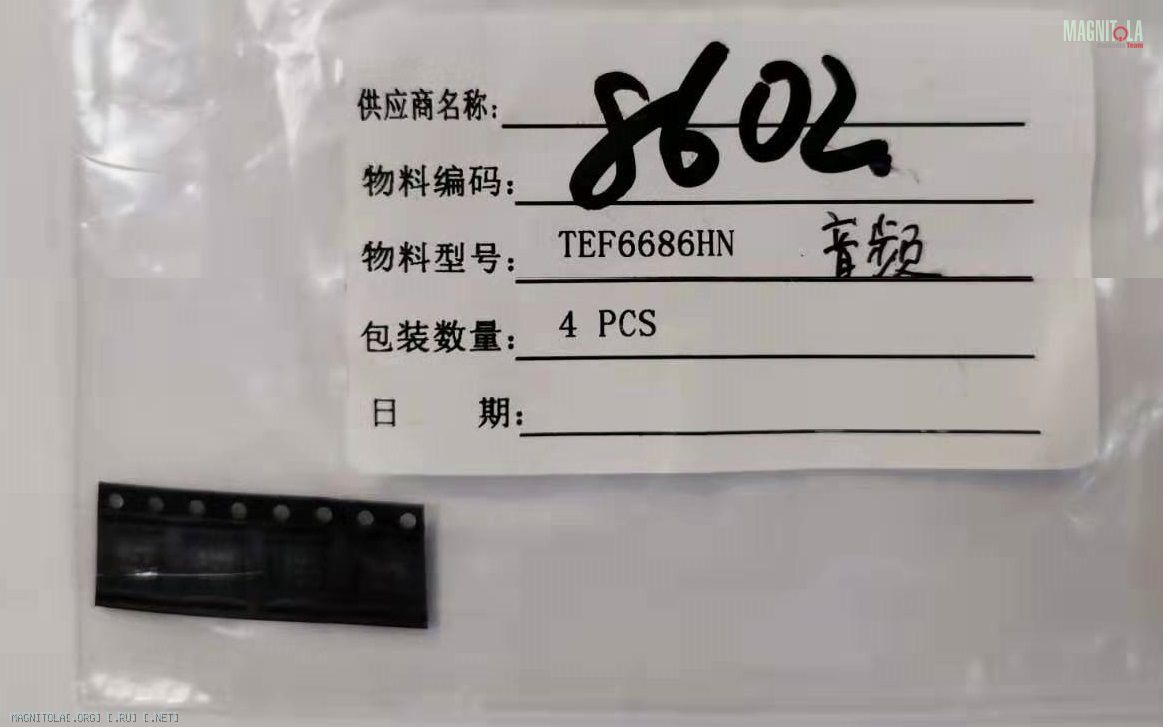 MAGNITOLA
Team
8602
供应商名称:
物料编码:
物料型号: TEF6686HN 音频
包装数量: 4 PCS
日 期:
MAGNITOLA[.ORG] [.RU] [.NET]